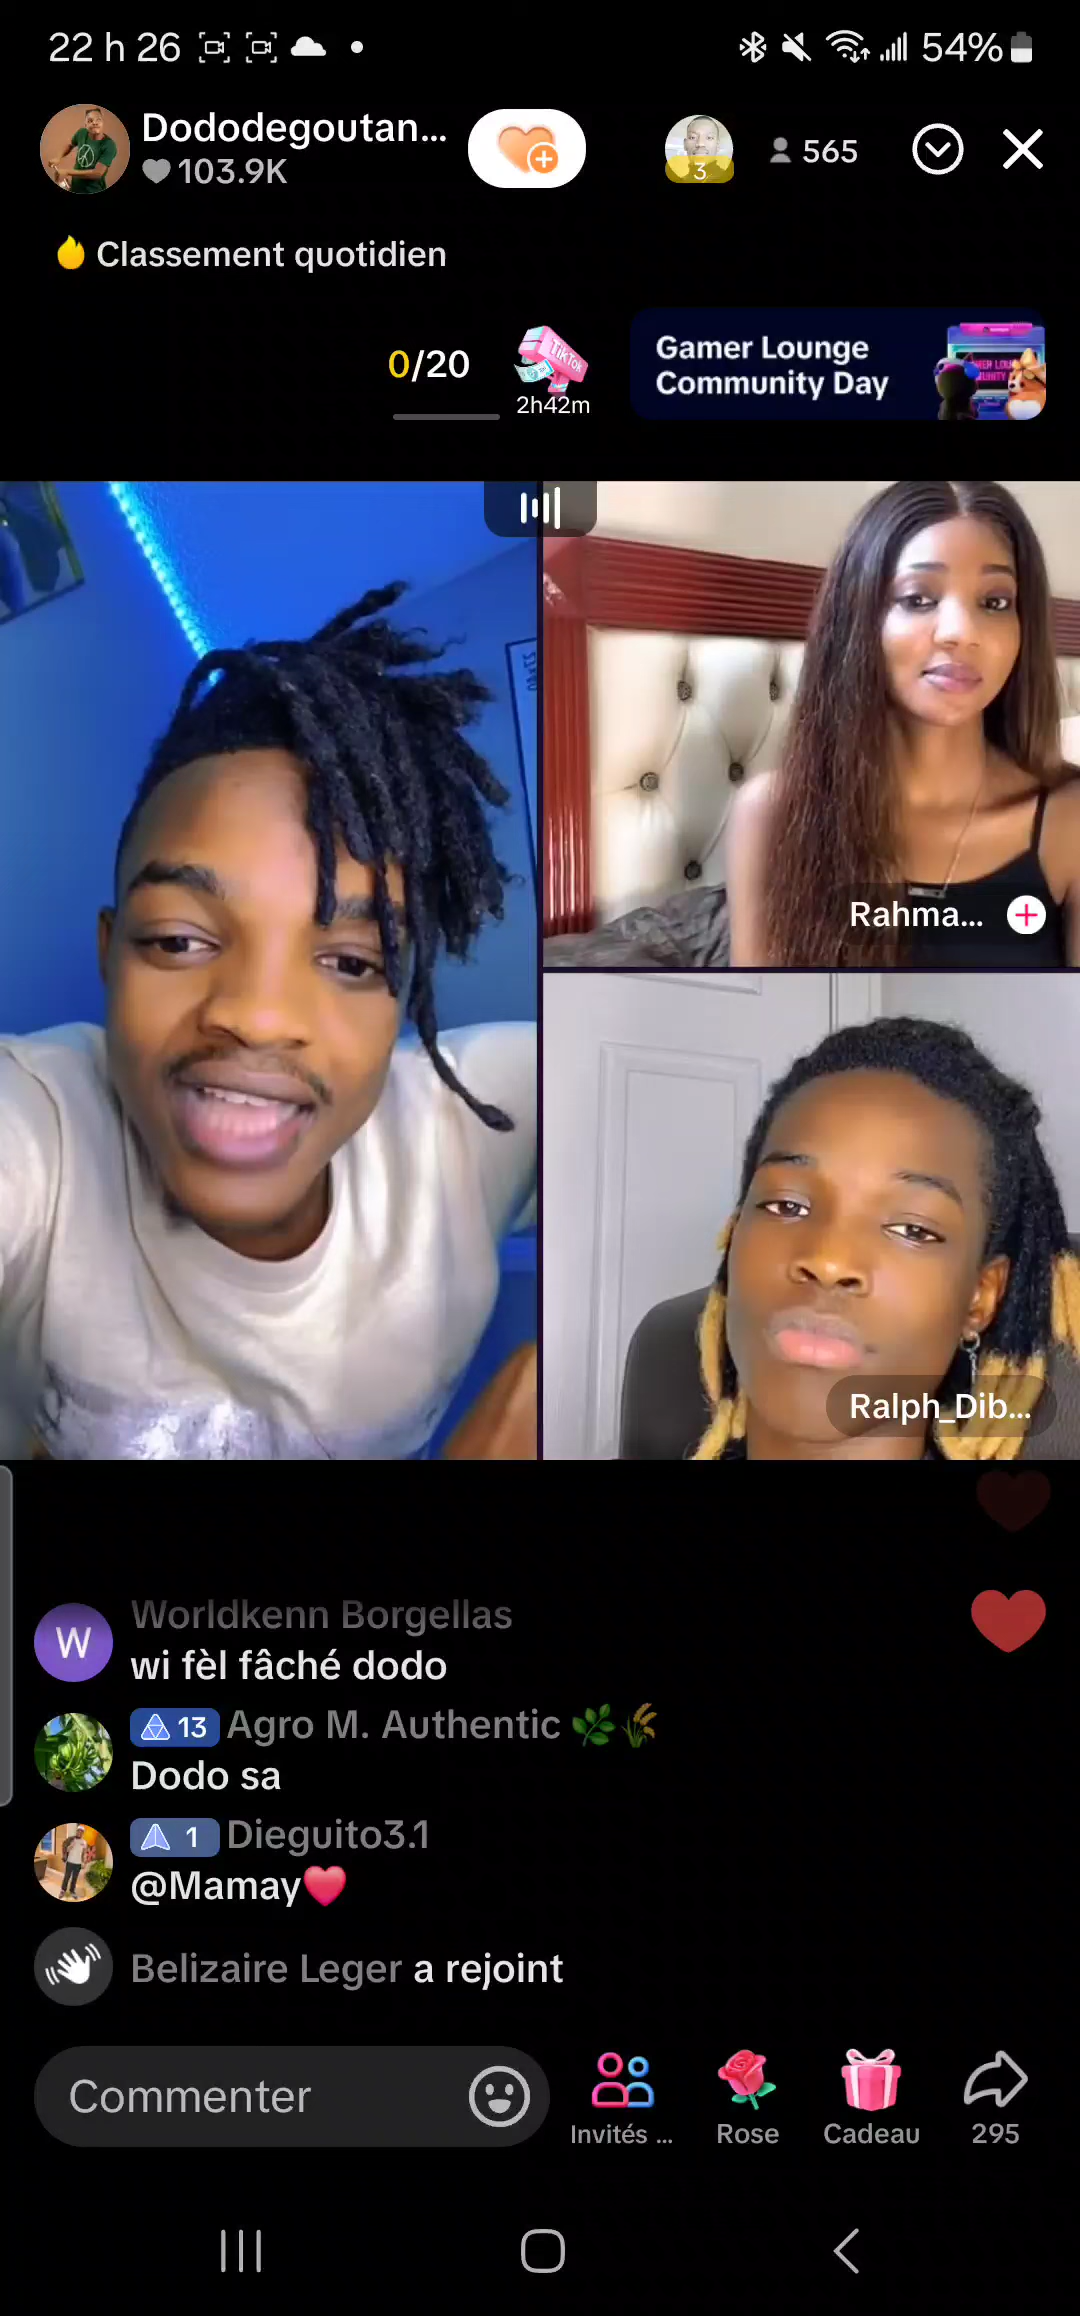 22 h 26
54%
Dododegoutan...
103.9K
3
565
Classement quotidien
0/20
TikTok
2h42m
Gamer Lounge
Community Day
Rahma...
Ralph_Dib...
W
Worldkenn Borgellas
wi fèl fâché dodo
13 Agro M. Authentic
Dodo sa
1 Dieguito3.1
@Mamay
Belizaire Leger a rejoint
Commenter
Invités ...
Rose
Cadeau
295